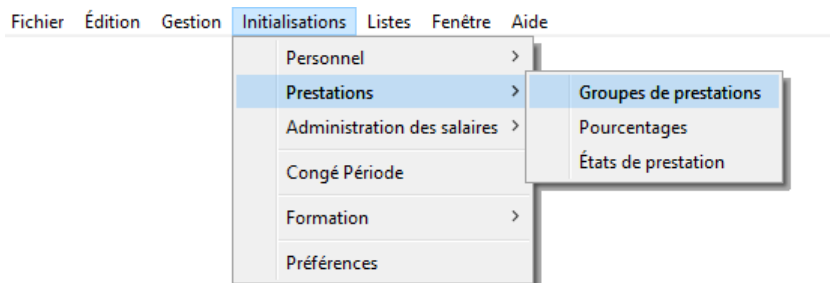 Fichier Édition Gestion Initialisations Listes Fenêtre Aide
Personnel
Prestations
Administration des salaires
Congé Période
Formation
Préférences
Groupes de prestations
Pourcentages
États de prestation